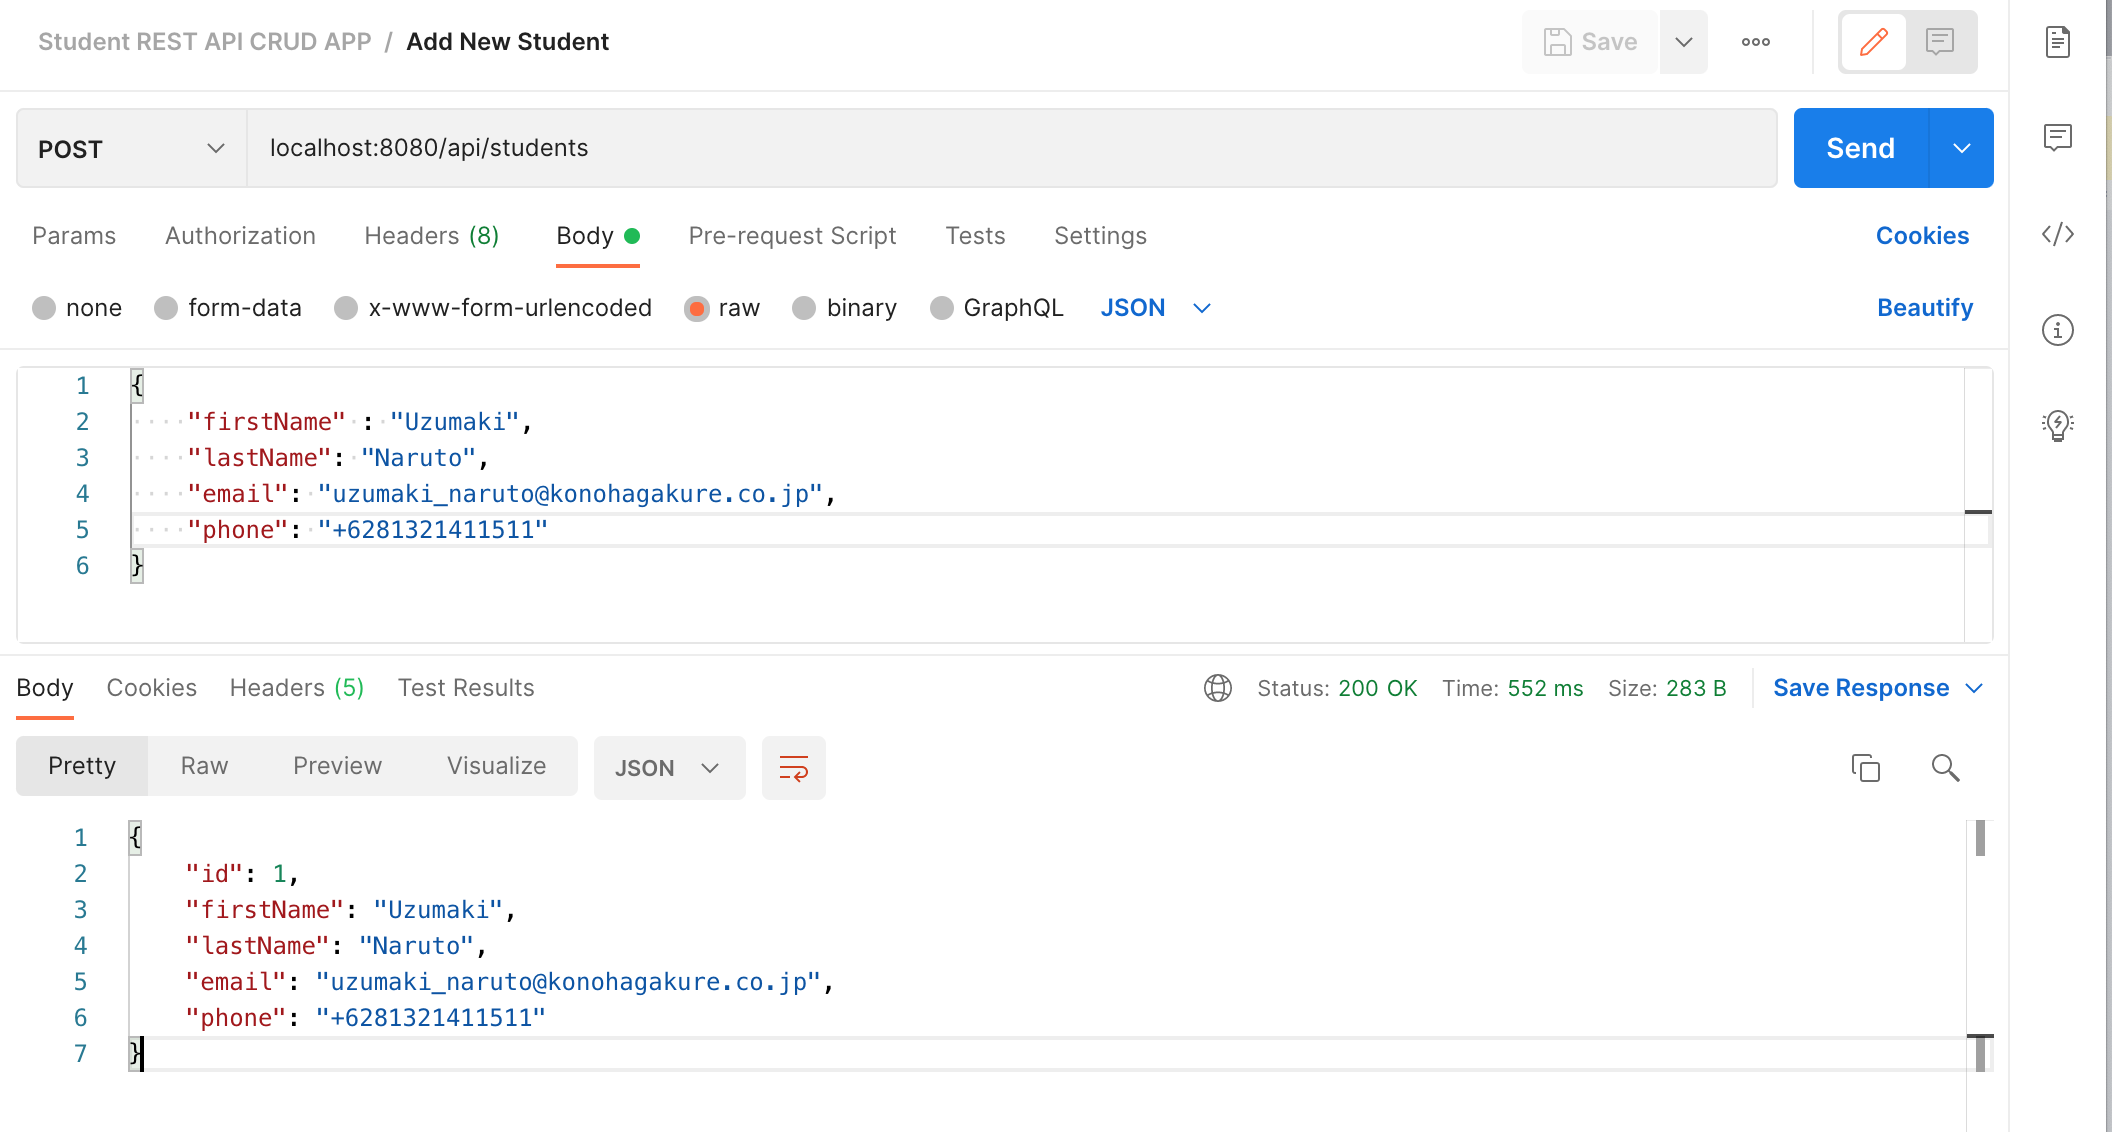 Student REST API CRUD APP / Add New Student
Save
POST localhost:8080/api/students Send
Params Authorization Headers (8) Body Pre-request Script Tests Settings Cookies
none form-data x-www-form-urlencoded raw binary GraphQL JSON Beautify
1 {
2 "firstName" : "Uzumaki",
3 "lastName": "Naruto",
4 "email": "uzumaki_naruto@konohagakure.co.jp",
5 "phone": "+6281321411511"
6 }
Body Cookies Headers (5) Test Results Status: 200 OK Time: 552 ms Size: 283 B Save Response
Pretty Raw Preview Visualize JSON
1 {
2 "id": 1,
3 "firstName": "Uzumaki",
4 "lastName": "Naruto",
5 "email": "uzumaki_naruto@konohagakure.co.jp",
6 "phone": "+6281321411511"
7 }